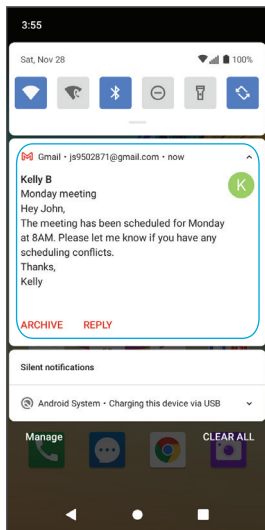 3:55
Sat, Nov 28
100%
Gmail • js9502871@gmail.com • now
Kelly B
K
Monday meeting
Hey John,
The meeting has been scheduled for Monday
at 8AM. Please let me know if you have any
scheduling conflicts.
Thanks,
Kelly
ARCHIVE REPLY
Silent notifications
Android System • Charging this device via USB
Manage CLEAR ALL